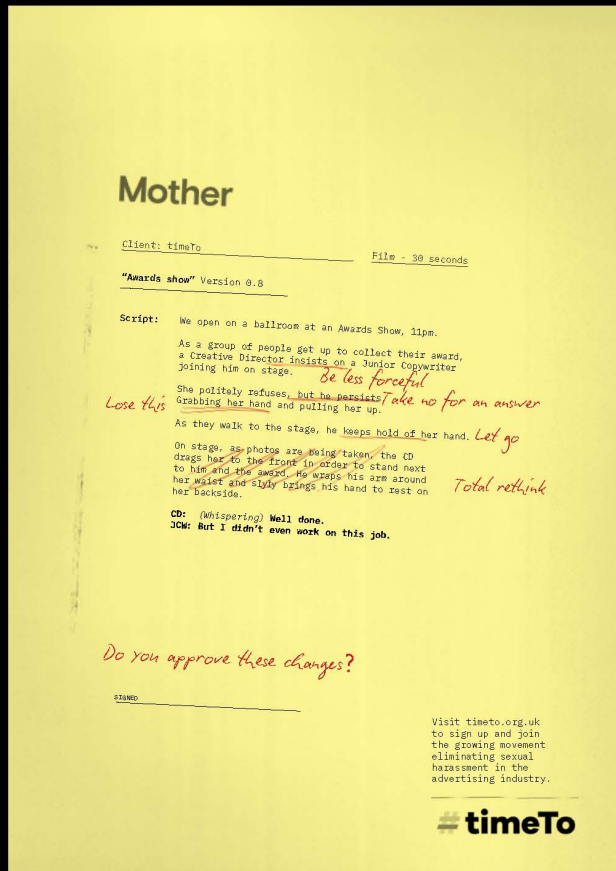 Mother
Client: timeTo
Film - 30 seconds
"Awards show" Version 0.8
Script: We open on a ballroom at an Awards Show, 11pm.
As a group of people get up to collect their award,
a Creative Director insists on a Junior Copywriter
joining him on stage.
Be less forceful
She politely refuses, but he persists Take no for an answer
Lose this Grabbing her hand and pulling her up.
As they walk to the stage, he keeps hold of her hand. Let go
On stage, as photos are being taken, the CD
drags her to the front in order to stand next
to him and the award. He wraps his arm around
her waist and slyly brings his hand to rest on
her backside.
Total rethink
CD: (Whispering) Well done.
JCW: But I didn't even work on this job.
Do you approve these changes?
SIGNED
Visit timeto.org.uk
to sign up and join
the growing movement
eliminating sexual
harassment in the
advertising industry.
#timeTo